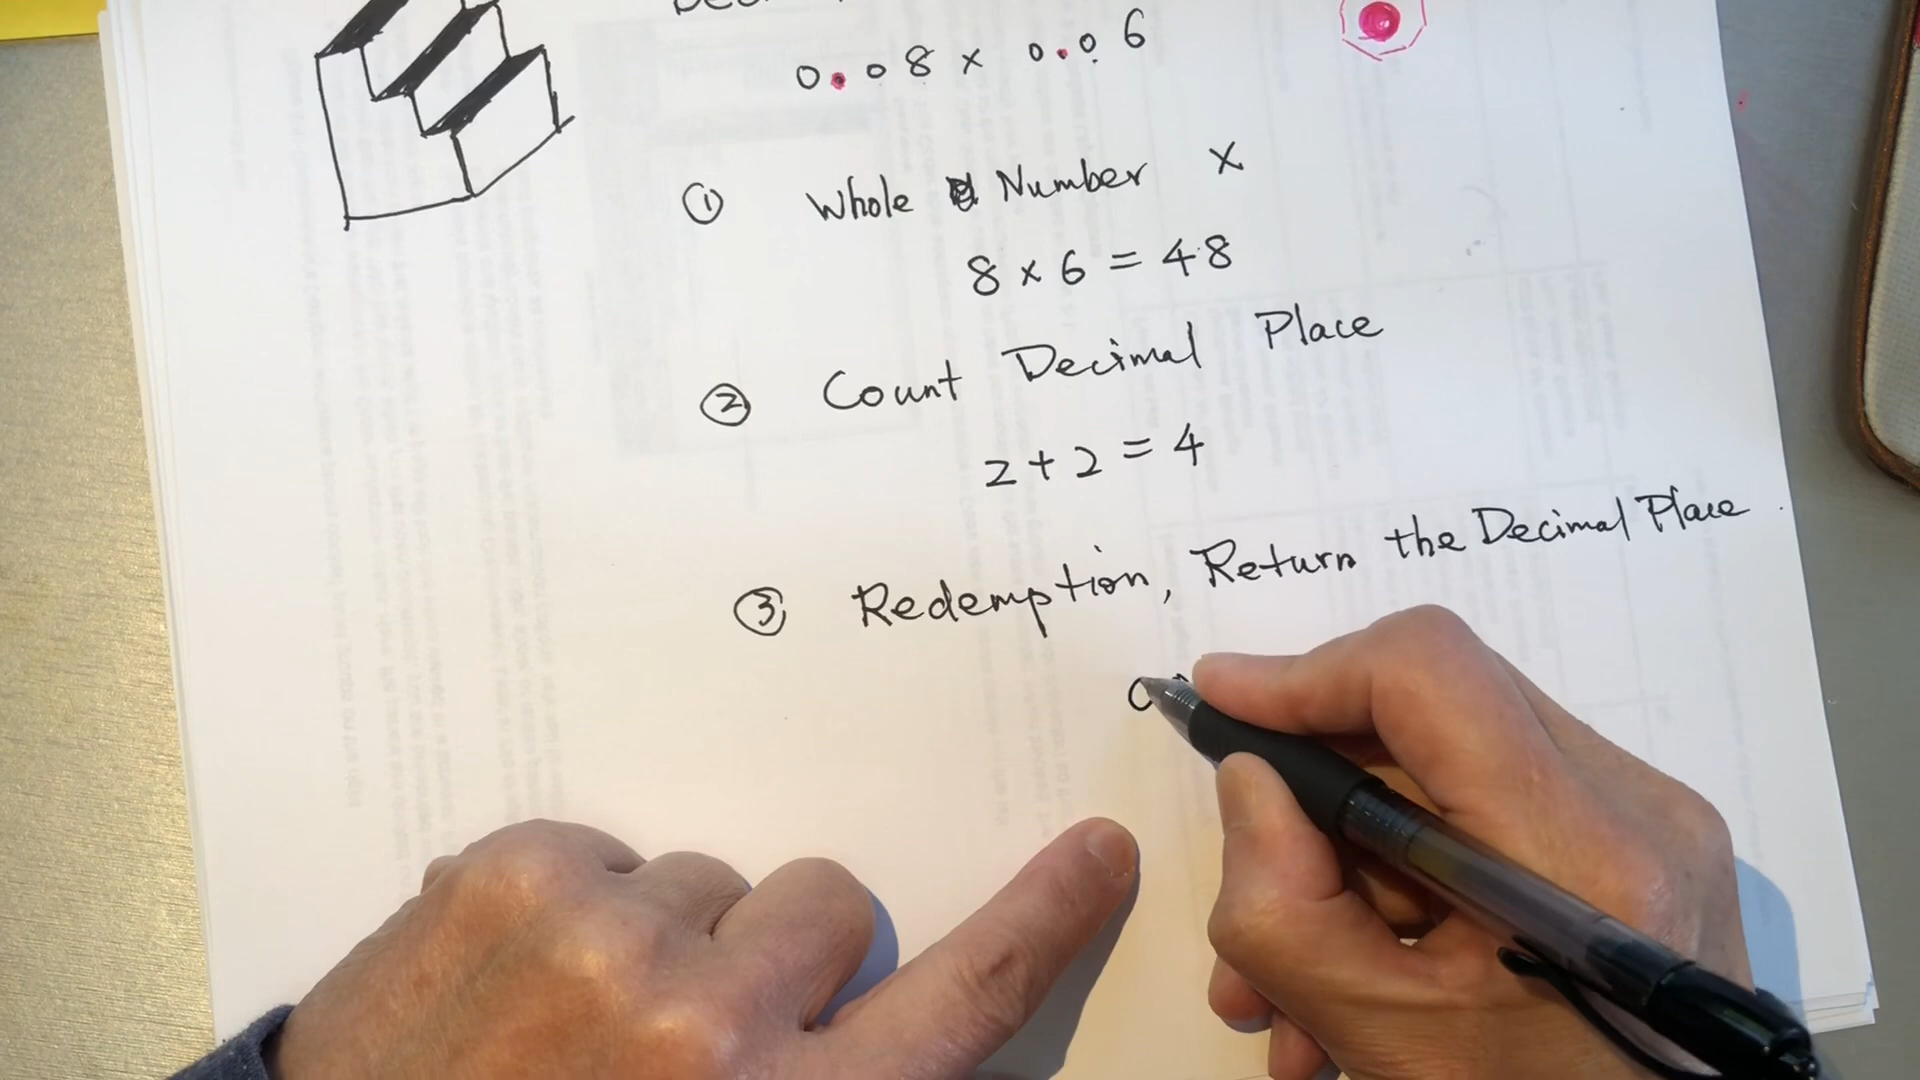 0.08 x 0.06
① Whole Number x
8 x 6 = 48
② Count Decimal Place
2 + 2 = 4
③ Redemption, Return the Decimal Place